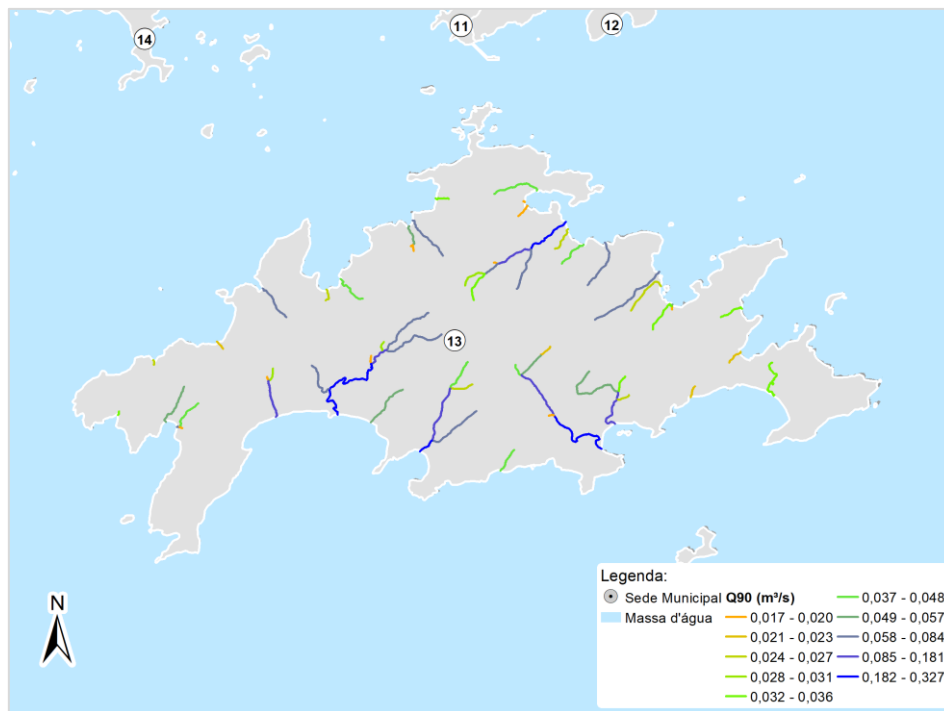 14
11
12
13
N
Legenda:
Sede Municipal
Massa d'água
Q90 (m³/s)
0,017 - 0,020
0,021 - 0,023
0,024 - 0,027
0,028 - 0,031
0,032 - 0,036
0,037 - 0,048
0,049 - 0,057
0,058 - 0,084
0,085 - 0,181
0,182 - 0,327